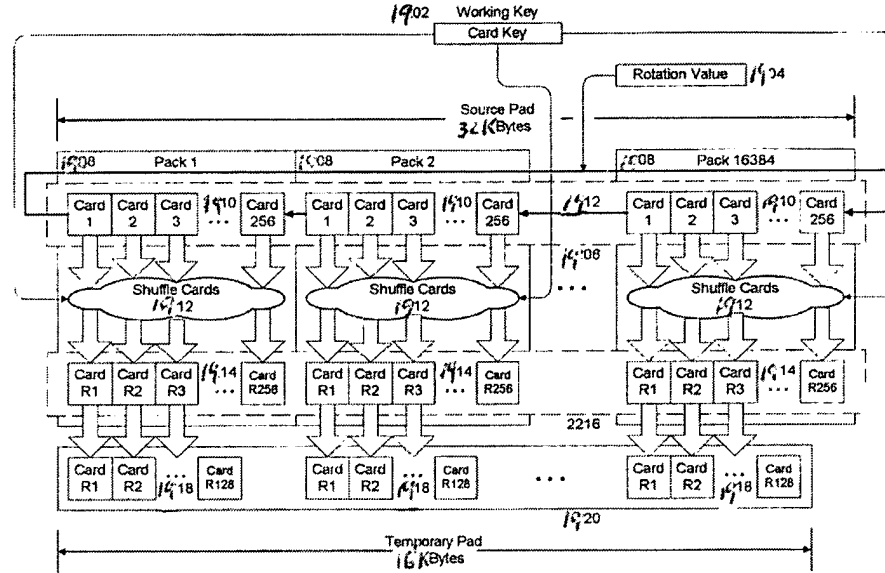 1902 Working Key
Card Key
Rotation Value 1904
Source Pad
32K Bytes
1908 Pack 1 1908 Pack 2 1908 Pack 16384
Card 1 Card 2 Card 3 1910 ... Card 256 Card 1 Card 2 Card 3 1910 ... Card 256 1912 Card 1 Card 2 Card 3 1910 ... Card 256
1906
Shuffle Cards 1912 Shuffle Cards 1912 ... Shuffle Cards 1912
Card R1 Card R2 Card R3 1914 ... Card R256 Card R1 Card R2 Card R3 1914 ... Card R256 Card R1 Card R2 Card R3 1914 ... Card R256
2216
Card R1 Card R2 ... 1918 Card R128 Card R1 Card R2 ... 1918 Card R128 ... Card R1 Card R2 ... 1918 Card R128
1920
Temporary Pad
16 KBytes